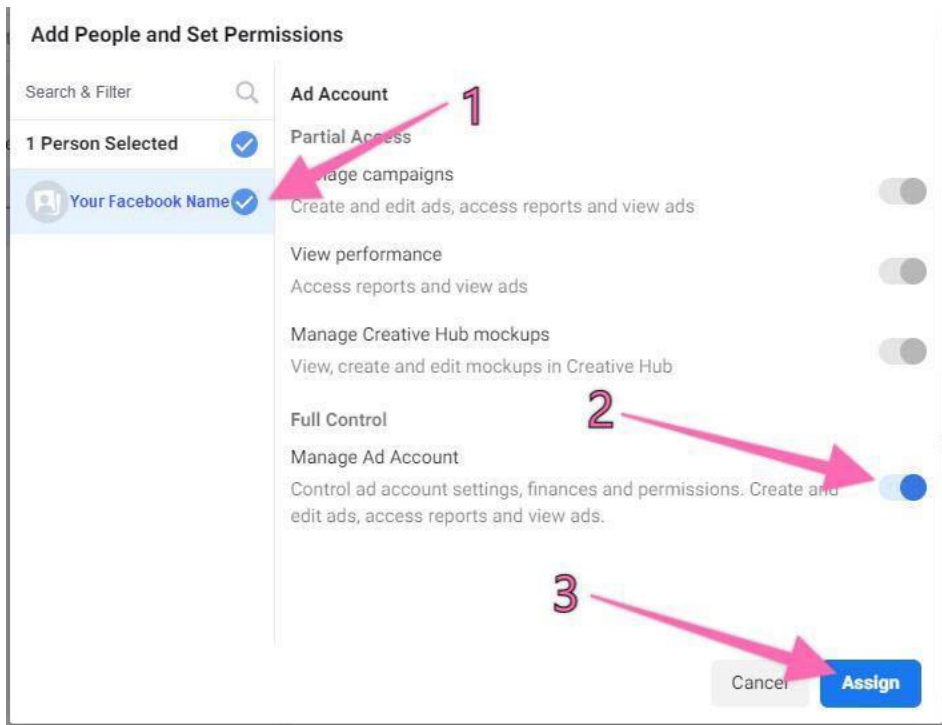 Add People and Set Permissions
Search & Filter
1 Person Selected
Your Facebook Name
Ad Account
1
Partial Access
campaigns
Create and edit ads, access reports and view ads
View performance
Access reports and view ads
Manage Creative Hub mockups
View, create and edit mockups in Creative Hub
2
Full Control
Manage Ad Account
Control ad account settings, finances and permissions. Create and
edit ads, access reports and view ads.
3
Cancel
Assign